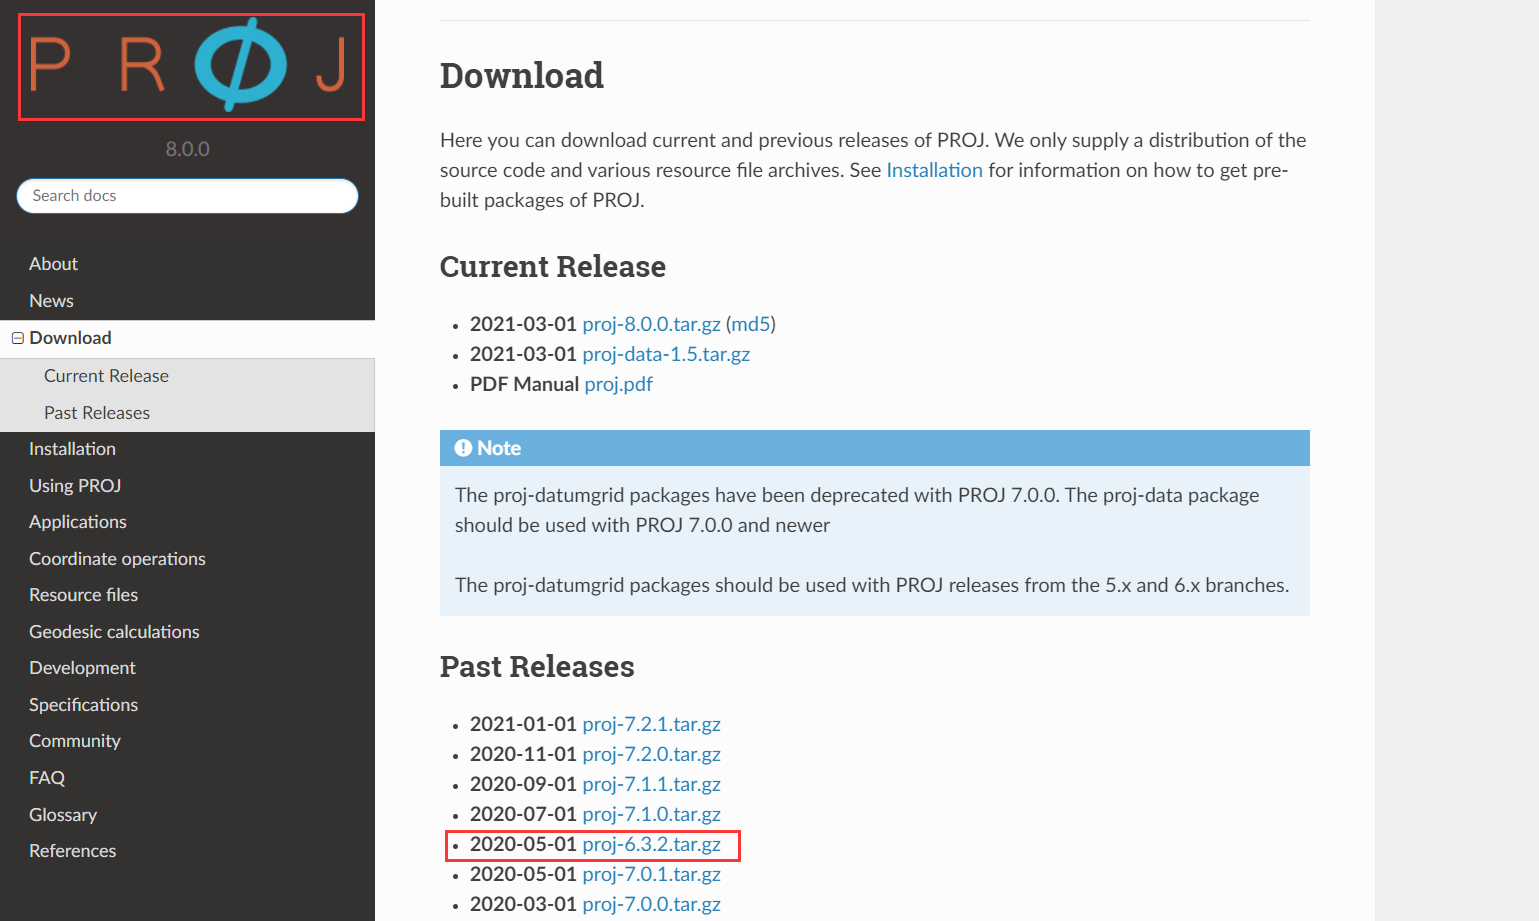 PRØJ
8.0.0
Search docs
About
News
Download
Current Release
Past Releases
Installation
Using PROJ
Applications
Coordinate operations
Resource files
Geodesic calculations
Development
Specifications
Community
FAQ
Glossary
References
Download
Here you can download current and previous releases of PROJ. We only supply a distribution of the
source code and various resource file archives. See Installation for information on how to get pre-
built packages of PROJ.
Current Release
• 2021-03-01 proj-8.0.0.tar.gz (md5)
• 2021-03-01 proj-data-1.5.tar.gz
• PDF Manual proj.pdf
Note
The proj-datumgrid packages have been deprecated with PROJ 7.0.0. The proj-data package
should be used with PROJ 7.0.0 and newer
The proj-datumgrid packages should be used with PROJ releases from the 5.x and 6.x branches.
Past Releases
• 2021-01-01 proj-7.2.1.tar.gz
• 2020-11-01 proj-7.2.0.tar.gz
• 2020-09-01 proj-7.1.1.tar.gz
• 2020-07-01 proj-7.1.0.tar.gz
• 2020-05-01 proj-6.3.2.tar.gz
• 2020-05-01 proj-7.0.1.tar.gz
• 2020-03-01 proj-7.0.0.tar.gz